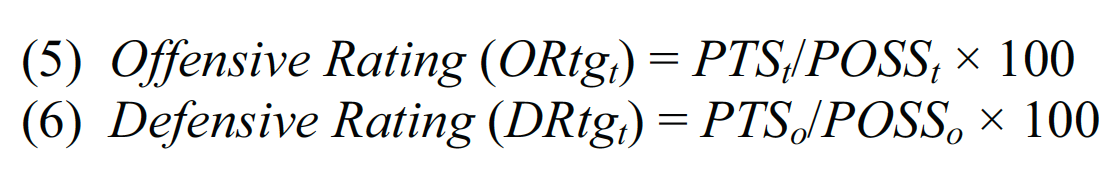 (5) Offensive Rating (ORtgₜ) = PTSₜ/POSSₜ × 100
(6) Defensive Rating (DRtgₜ) = PTSₒ/POSSₒ × 100